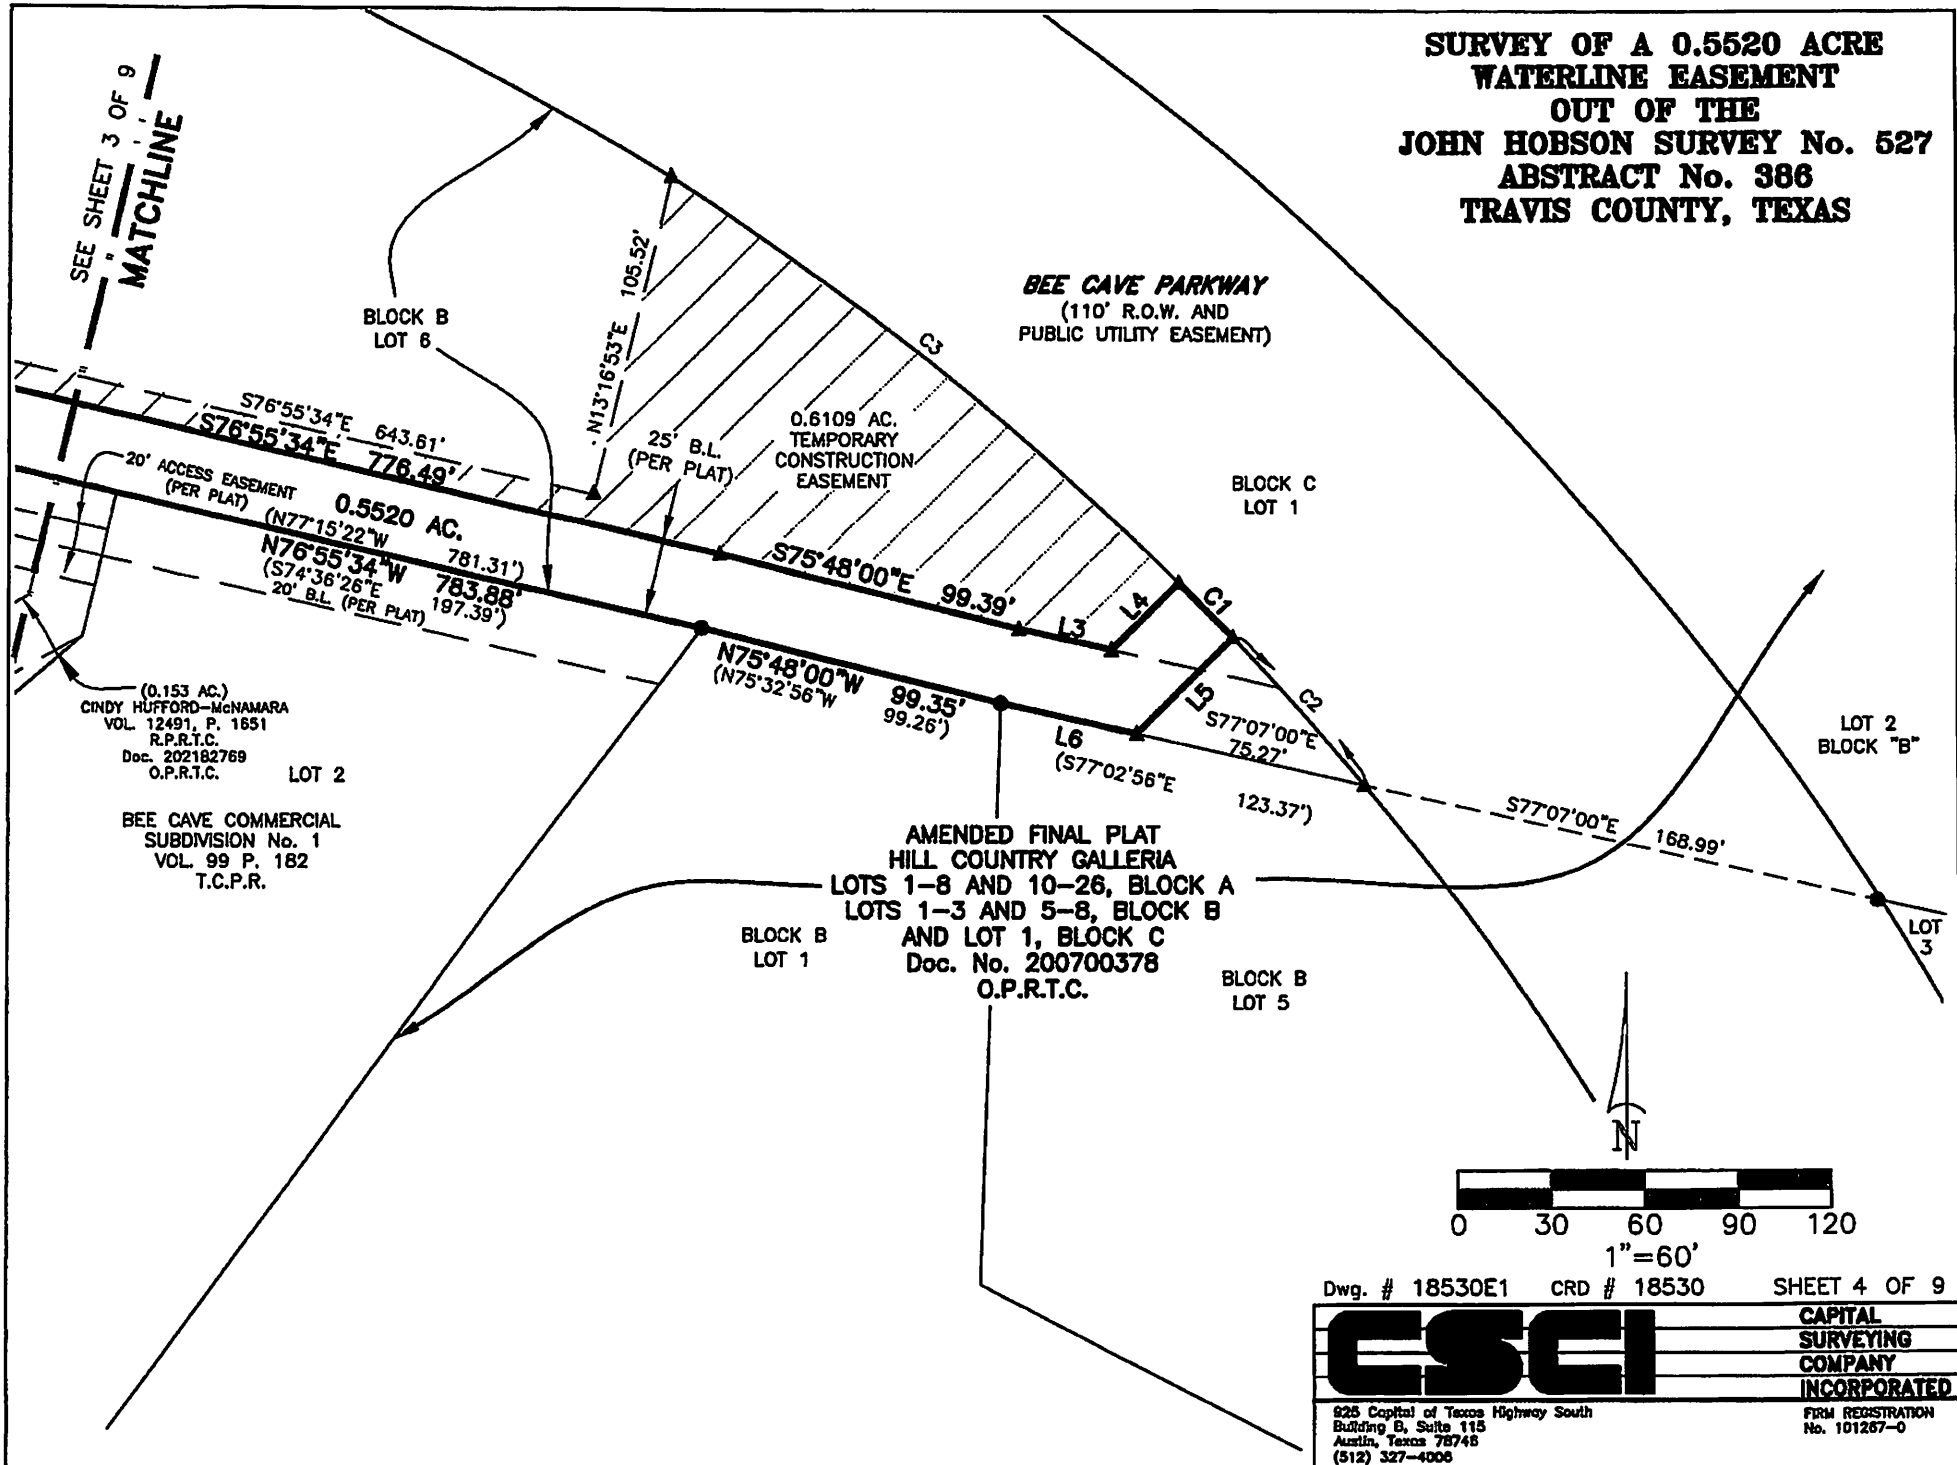 SURVEY OF A 0.5520 ACRE
WATERLINE EASEMENT
OUT OF THE
JOHN HOBSON SURVEY No. 527
ABSTRACT No. 386
TRAVIS COUNTY, TEXAS
SEE SHEET 3 OF 9
MATCHLINE
BLOCK B
LOT 6
N13°16'53"E 105.52'
C3
BEE CAVE PARKWAY
(110' R.O.W. AND
PUBLIC UTILITY EASEMENT)
S76°55'34"E 643.61'
S76°55'34"E 776.49'
25' B.L.
(PER PLAT)
0.6109 AC.
TEMPORARY
CONSTRUCTION
EASEMENT
BLOCK C
LOT 1
20' ACCESS EASEMENT
(PER PLAT)
0.5520 AC.
(N77°15'22"W 781.31')
N76°55'34"W 783.88'
(S74°36'26"E 197.39')
20' B.L. (PER PLAT)
S75°48'00"E 99.39'
L3
L4
C1
L5
C2
N75°48'00"W 99.35'
(N75°32'56"W 99.26')
L6
(S77°02'56"E 123.37')
S77°07'00"E
75.27'
S77°07'00"E 168.99'
LOT 2
BLOCK "B"
LOT
3
(0.153 AC.)
CINDY HUFFORD-McNAMARA
VOL. 12491, P. 1651
R.P.R.T.C.
Doc. 202182769
O.P.R.T.C.
LOT 2
BEE CAVE COMMERCIAL
SUBDIVISION No. 1
VOL. 99 P. 182
T.C.P.R.
AMENDED FINAL PLAT
HILL COUNTRY GALLERIA
LOTS 1-8 AND 10-26, BLOCK A
LOTS 1-3 AND 5-8, BLOCK B
AND LOT 1, BLOCK C
Doc. No. 200700378
O.P.R.T.C.
BLOCK B
LOT 1
BLOCK B
LOT 5
N
0 30 60 90 120
1"=60'
Dwg. # 18530E1 CRD # 18530 SHEET 4 OF 9
CSCI
CAPITAL
SURVEYING
COMPANY
INCORPORATED
925 Capital of Texas Highway South
Building B, Suite 115
Austin, Texas 78746
(512) 327-4006
FIRM REGISTRATION
No. 101267-0